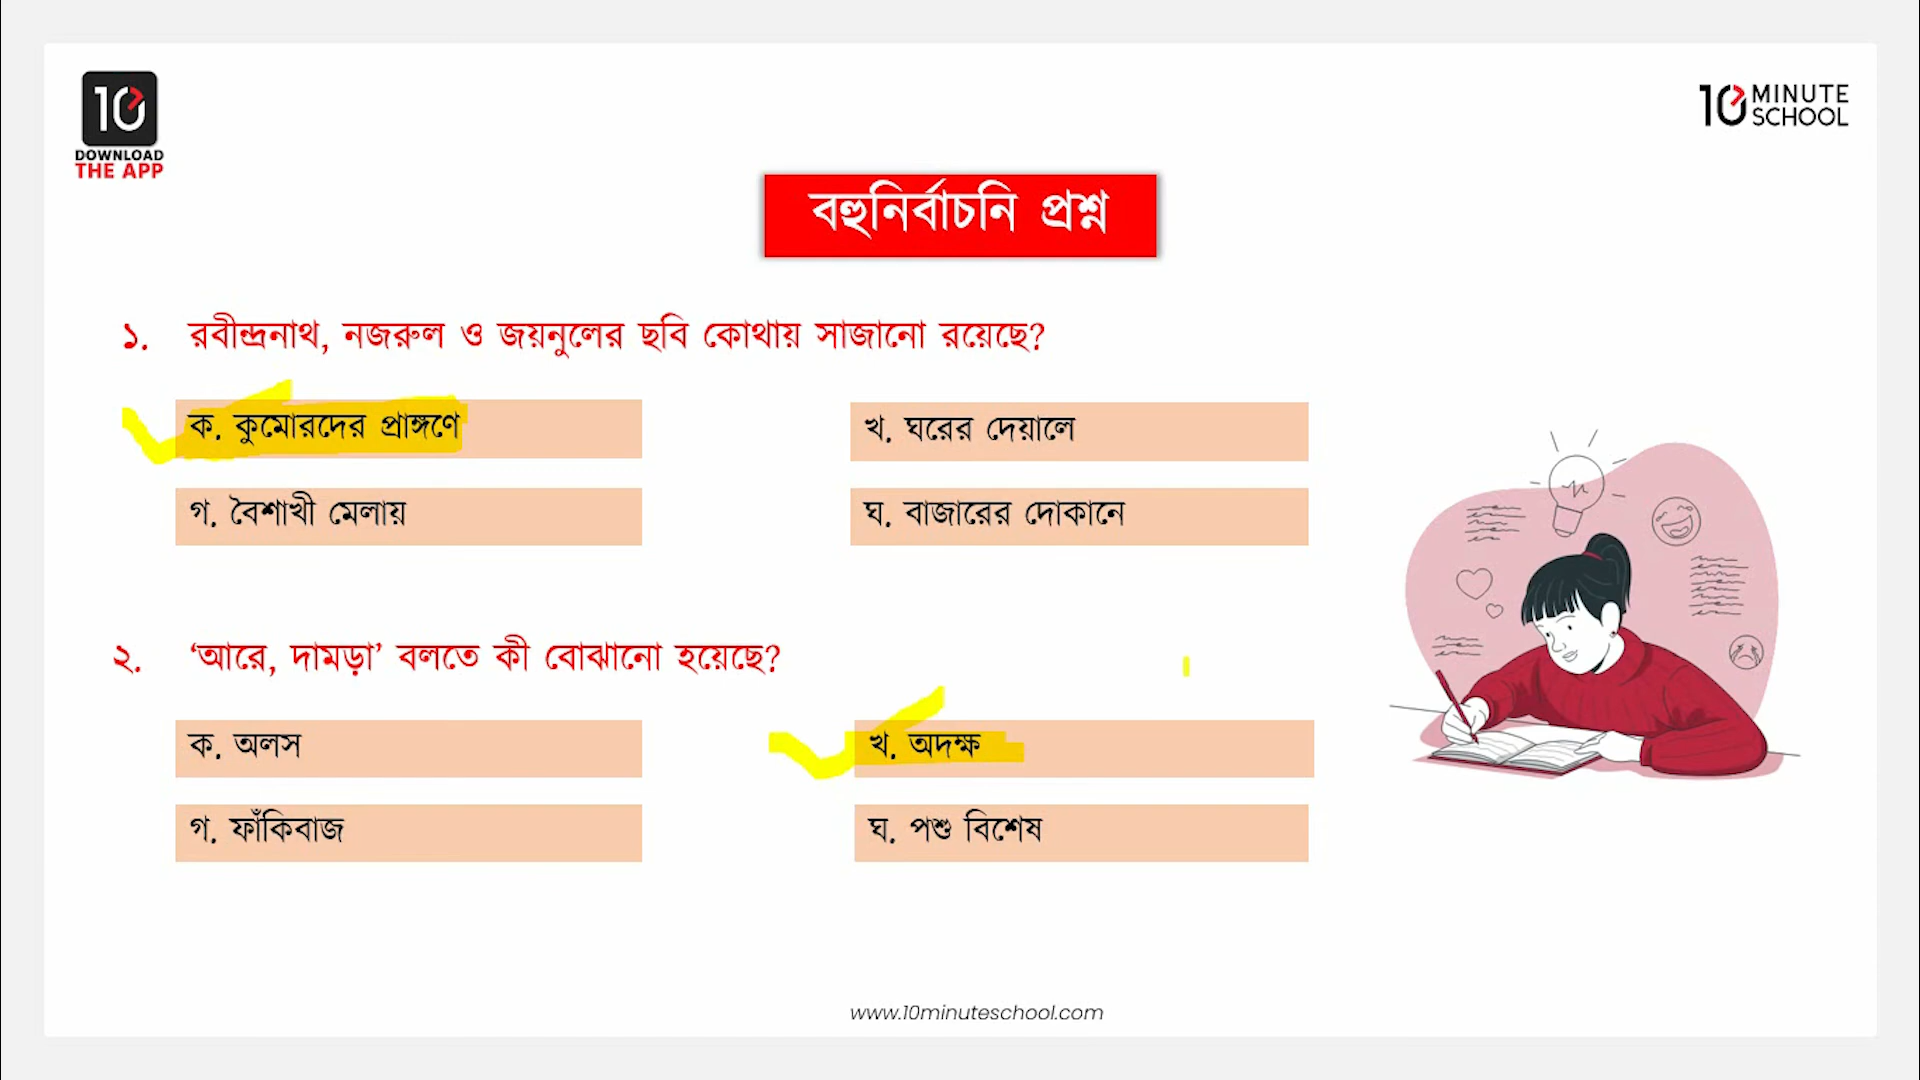 10
DOWNLOAD
THE APP
10 MINUTE
SCHOOL
বহুনির্বাচনি প্রশ্ন
১. রবীন্দ্রনাথ, নজরুল ও জয়নুলের ছবি কোথায় সাজানো রয়েছে?
ক. কুমোরদের প্রাঙ্গণে
খ. ঘরের দেয়ালে
গ. বৈশাখী মেলায়
ঘ. বাজারের দোকানে
২. ‘আরে, দামড়া’ বলতে কী বোঝানো হয়েছে?
ক. অলস
খ. অদক্ষ
গ. ফাঁকিবাজ
ঘ. পশু বিশেষ
www.10minuteschool.com